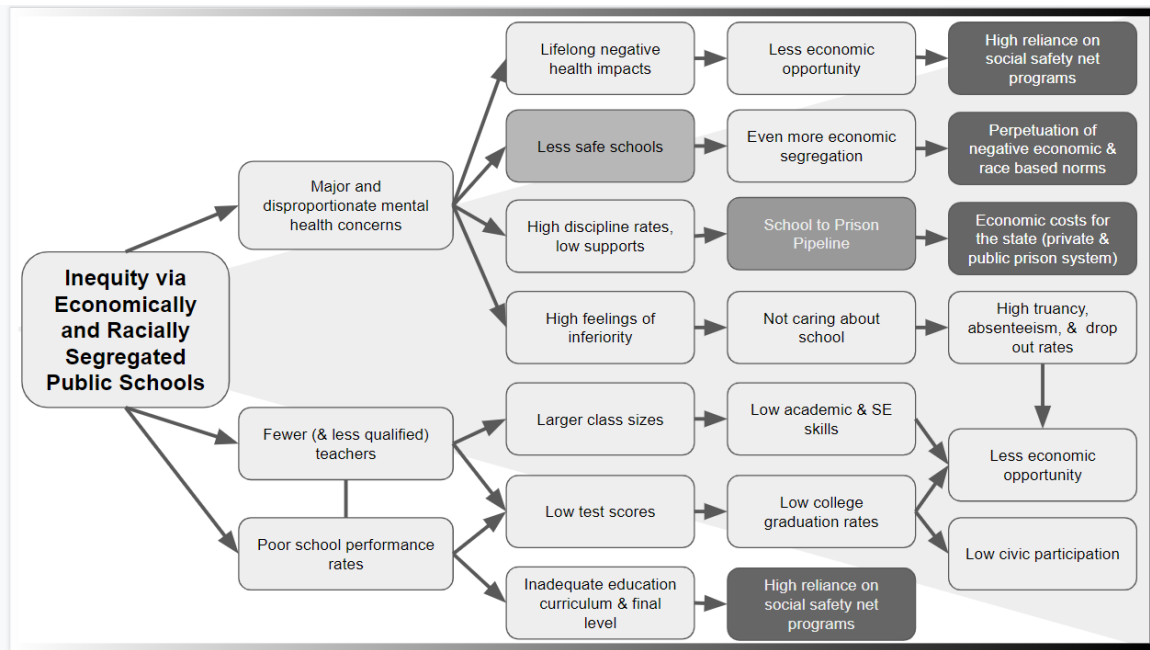 Inequity via
Economically
and Racially
Segregated
Public Schools
Major and
disproportionate mental
health concerns
Fewer (& less qualified)
teachers
Poor school performance
rates
Lifelong negative
health impacts
Less economic
opportunity
High reliance on
social safety net
programs
Less safe schools
Even more economic
segregation
Perpetuation of
negative economic &
race based norms
High discipline rates,
low supports
School to Prison
Pipeline
Economic costs for
the state (private &
public prison system)
High feelings of
inferiority
Not caring about
school
High truancy,
absenteeism, & drop
out rates
Larger class sizes
Low academic & SE
skills
Less economic
opportunity
Low test scores
Low college
graduation rates
Low civic participation
Inadequate education
curriculum & final
level
High reliance on
social safety net
programs